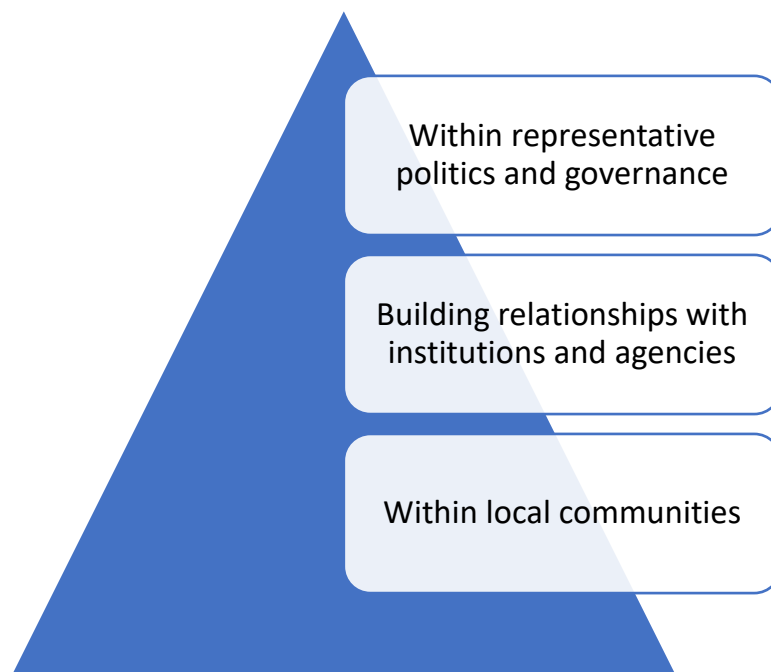 Within representative
politics and governance
Building relationships with
institutions and agencies
Within local communities